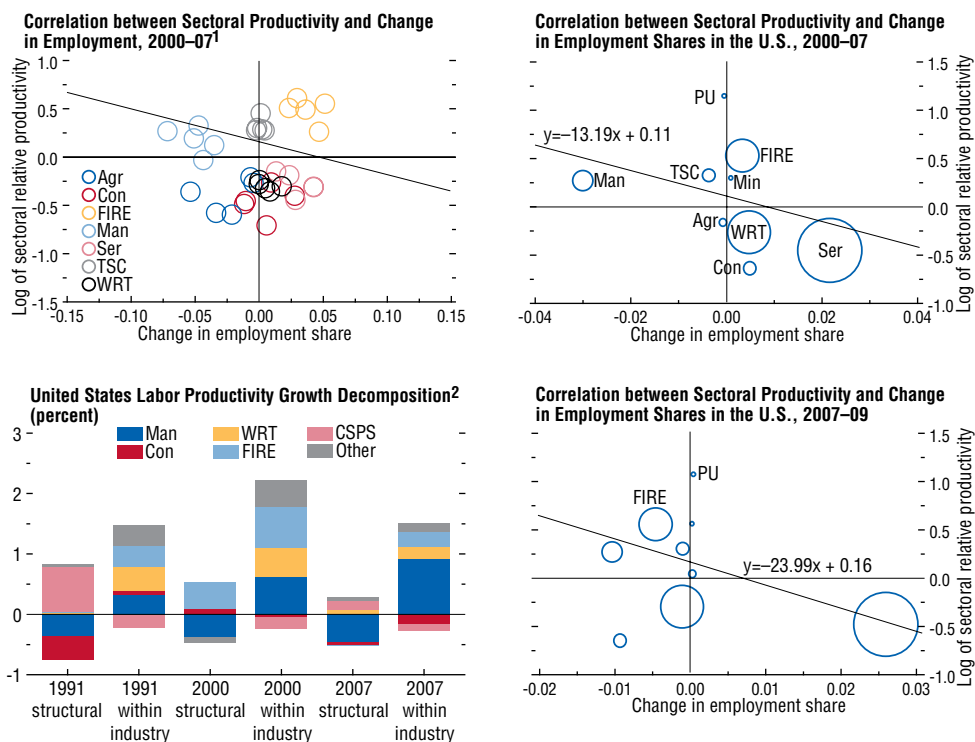 Correlation between Sectoral Productivity and Change
in Employment, 2000–07¹
Log of sectoral relative productivity
1.0
0.5
0.0
-0.5
-1.0
-1.5
Agr
Con
FIRE
Man
Ser
TSC
WRT
-0.15
-0.10
-0.05
0.00
0.05
0.10
0.15
Change in employment share
Correlation between Sectoral Productivity and Change
in Employment Shares in the U.S., 2000–07
y=–13.19x + 0.11
PU
FIRE
TSC
Min
Man
Agr
WRT
Ser
Con
1.5
1.0
0.5
0.0
-0.5
-1.0
Log of sectoral relative productivity
-0.04
-0.02
0.00
0.02
0.04
Change in employment share
United States Labor Productivity Growth Decomposition²
(percent)
3
2
1
0
-1
Man
WRT
CSPS
Con
FIRE
Other
1991
structural
1991
within
industry
2000
structural
2000
within
industry
2007
structural
2007
within
industry
Correlation between Sectoral Productivity and Change
in Employment Shares in the U.S., 2007–09
PU
FIRE
y=–23.99x + 0.16
1.5
1.0
0.5
0.0
-0.5
-1.0
Log of sectoral relative productivity
-0.02
-0.01
0.00
0.01
0.02
0.03
Change in employment share